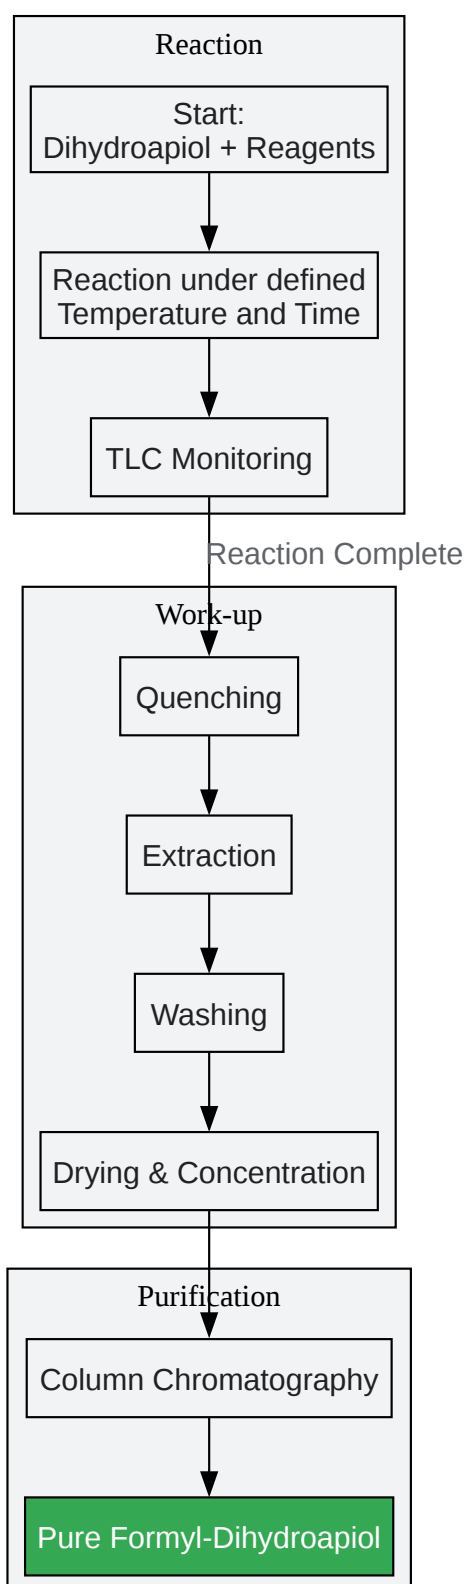 Reaction
Start:
Dihydroapiol + Reagents
Reaction under defined
Temperature and Time
TLC Monitoring
Reaction Complete
Work-up
Quenching
Extraction
Washing
Drying & Concentration
Purification
Column Chromatography
Pure Formyl-Dihydroapiol